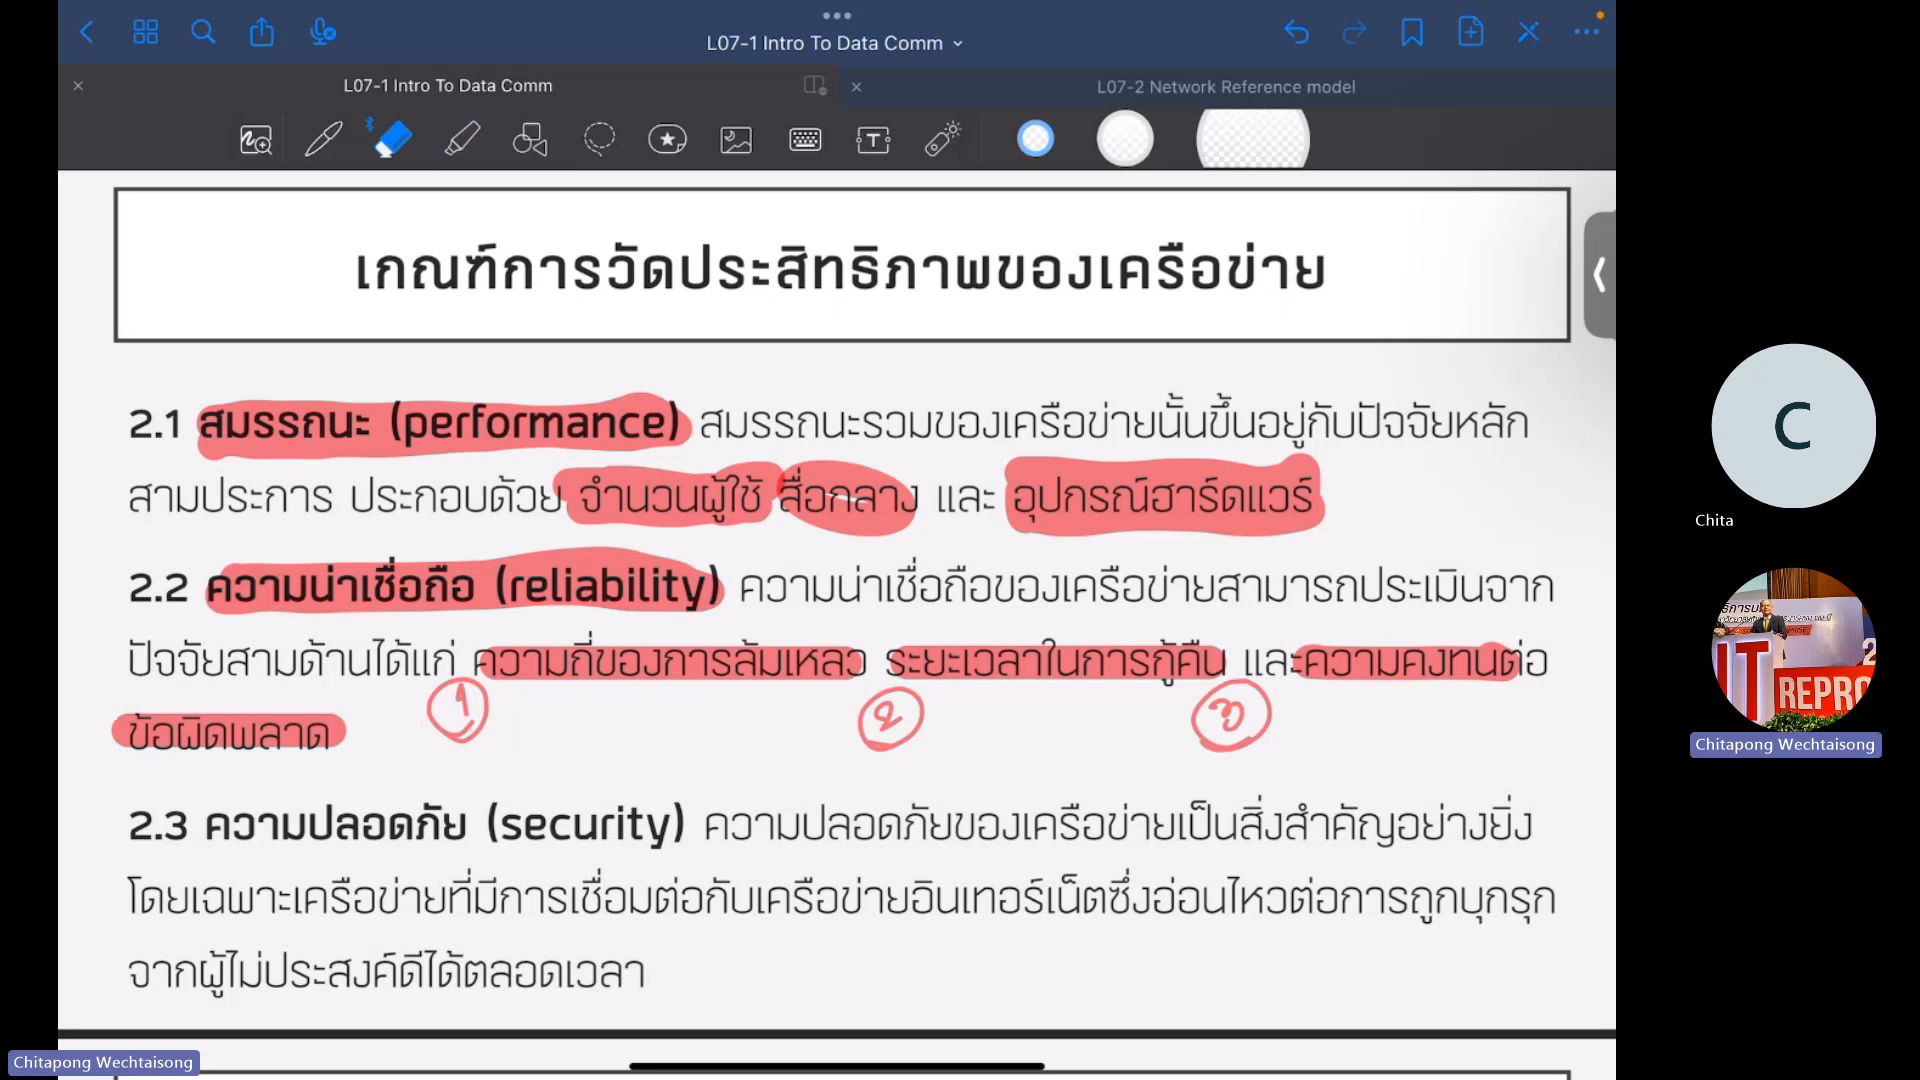 L07-1 Intro To Data Comm
L07-1 Intro To Data Comm
L07-2 Network Reference model
เกณฑ์การวัดประสิทธิภาพของเครือข่าย
2.1 สมรรถนะ (performance) สมรรถนะรวมของเครือข่ายนั้นขึ้นอยู่กับปัจจัยหลัก
สามประการ ประกอบด้วย จำนวนผู้ใช้ สื่อกลาง และ อุปกรณ์ฮาร์ดแวร์
2.2 ความน่าเชื่อถือ (reliability) ความน่าเชื่อถือของเครือข่ายสามารถประเมินจาก
ปัจจัยสามด้านได้แก่ ความถี่ของการล้มเหลว ระยะเวลาในการกู้คืน และความคงทนต่อ
1 2 3
ข้อผิดพลาด
2.3 ความปลอดภัย (security) ความปลอดภัยของเครือข่ายเป็นสิ่งสำคัญอย่างยิ่ง
โดยเฉพาะเครือข่ายที่มีการเชื่อมต่อกับเครือข่ายอินเทอร์เน็ตซึ่งอ่อนไหวต่อการถูกบุกรุก
จากผู้ไม่ประสงค์ดีได้ตลอดเวลา
C
Chita
IT
REPRO
Chitapong Wechtaisong
Chitapong Wechtaisong